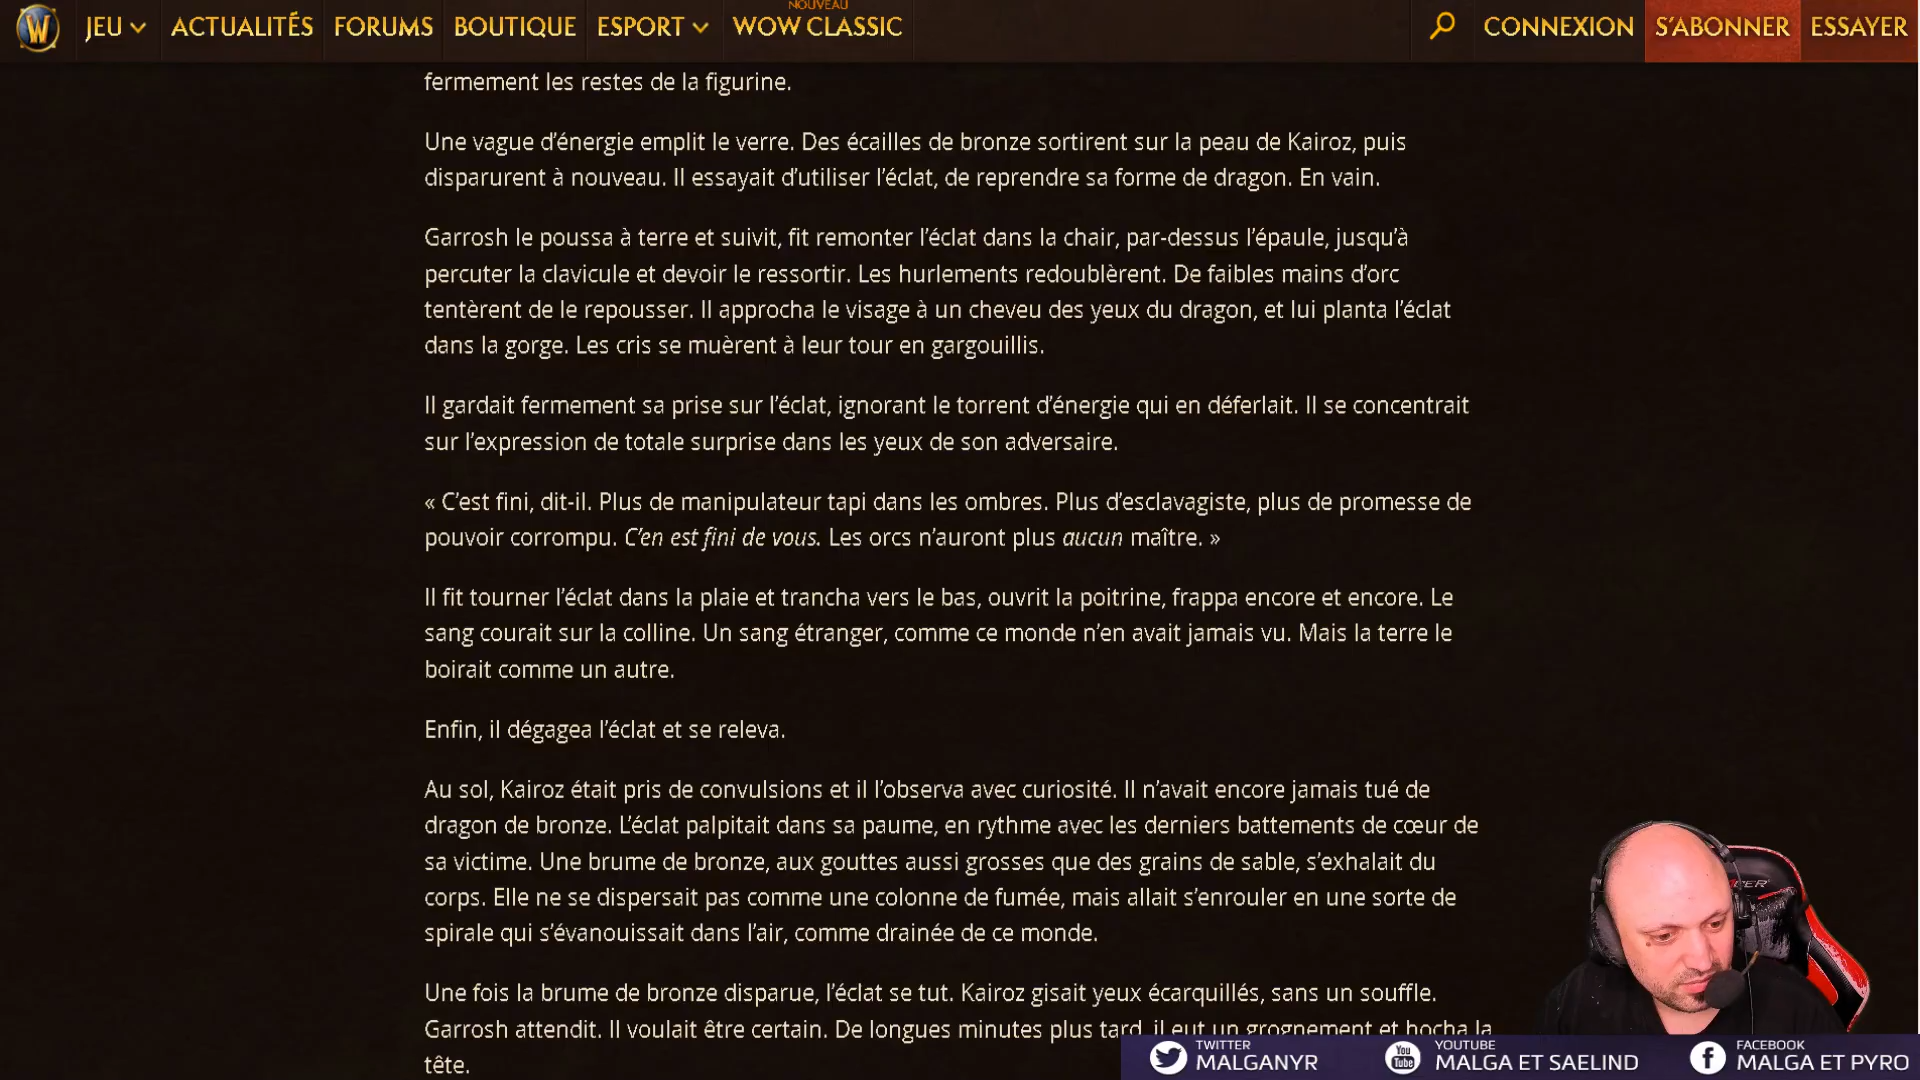 NOUVEAU
JEU ACTUALITÉS FORUMS BOUTIQUE ESPORT WOW CLASSIC CONNEXION S'ABONNER ESSAYER
fermement les restes de la figurine.
Une vague d’énergie emplit le verre. Des écailles de bronze sortirent sur la peau de Kairoz, puis
disparurent à nouveau. Il essayait d’utiliser l’éclat, de reprendre sa forme de dragon. En vain.
Garrosh le poussa à terre et suivit, fit remonter l’éclat dans la chair, par-dessus l’épaule, jusqu’à
percuter la clavicule et devoir le ressortir. Les hurlements redoublèrent. De faibles mains d’orc
tentèrent de le repousser. Il approcha le visage à un cheveu des yeux du dragon, et lui planta l’éclat
dans la gorge. Les cris se muèrent à leur tour en gargouillis.
Il gardait fermement sa prise sur l’éclat, ignorant le torrent d’énergie qui en déferlait. Il se concentrait
sur l’expression de totale surprise dans les yeux de son adversaire.
« C’est fini, dit-il. Plus de manipulateur tapi dans les ombres. Plus d’esclavagiste, plus de promesse de
pouvoir corrompu. C’en est fini de vous. Les orcs n’auront plus aucun maître. »
Il fit tourner l’éclat dans la plaie et trancha vers le bas, ouvrit la poitrine, frappa encore et encore. Le
sang courait sur la colline. Un sang étranger, comme ce monde n’en avait jamais vu. Mais la terre le
boirait comme un autre.
Enfin, il dégagea l’éclat et se releva.
Au sol, Kairoz était pris de convulsions et il l’observa avec curiosité. Il n’avait encore jamais tué de
dragon de bronze. L’éclat palpitait dans sa paume, en rythme avec les derniers battements de cœur de
sa victime. Une brume de bronze, aux gouttes aussi grosses que des grains de sable, s’exhalait du
corps. Elle ne se dispersait pas comme une colonne de fumée, mais allait s’enrouler en une sorte de
spirale qui s’évanouissait dans l’air, comme drainée de ce monde.
Une fois la brume de bronze disparue, l’éclat se tut. Kairoz gisait yeux écarquillés, sans un souffle.
Garrosh attendit. Il voulait être certain. De longues minutes plus tard, il eut un grognement et hocha la
tête.
TWITTER
MALGANYR
YOUTUBE
MALGA ET SAELIND
FACEBOOK
MALGA ET PYRO